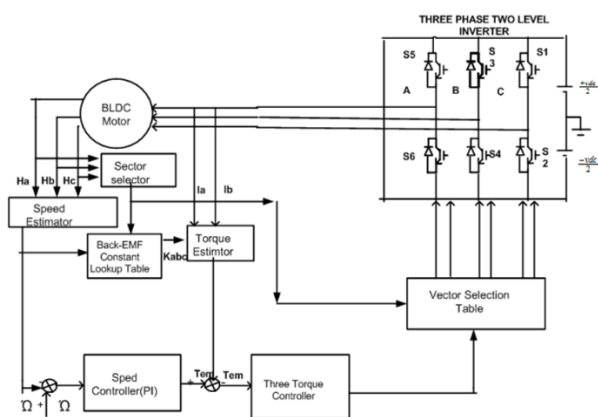 THREE PHASE TWO LEVEL
INVERTER
S5
S
3
S1
A
B
C
+vdc
2
BLDC
Motor
S6
S4
S
2
−vdc
2
Ha
Hb
Hc
Sector
selector
Ia
Ib
Speed
Estimator
Back-EMF
Constant
Lookup Table
Kabc
Torque
Estimtor
Vector Selection
Table
Sped
Controller(PI)
+
Tem
-
Tem
Three Torque
Controller
-
Ω
+
Ω